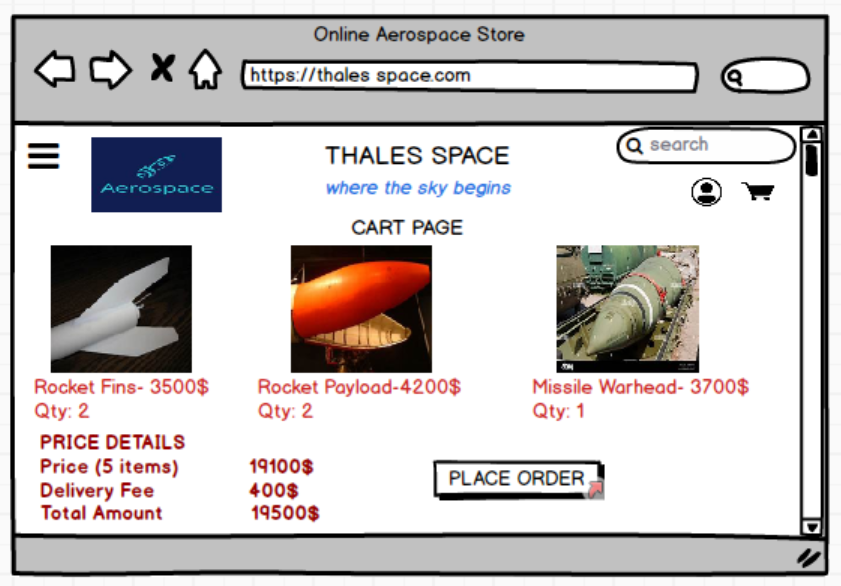 Online Aerospace Store
https://thales space.com
search
Aerospace
THALES SPACE
where the sky begins
CART PAGE
Rocket Fins- 3500$
Qty: 2
Rocket Payload-4200$
Qty: 2
Missile Warhead- 3700$
Qty: 1
PRICE DETAILS
Price (5 items) 19100$
Delivery Fee 400$
Total Amount 19500$
PLACE ORDER